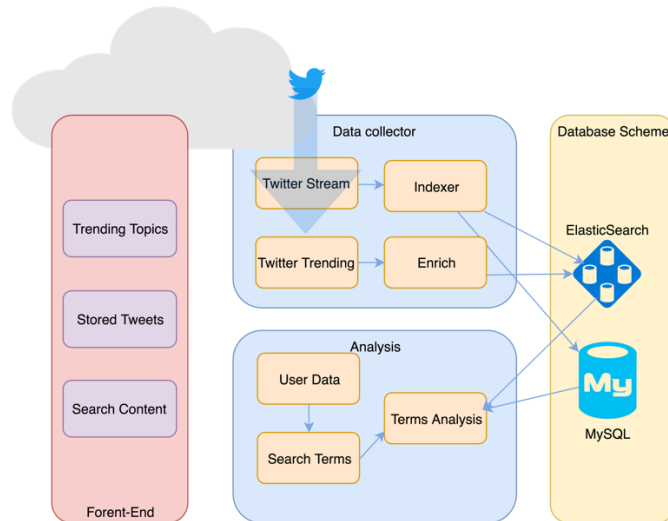 Data collector
Database Scheme
Twitter Stream
Indexer
Trending Topics
ElasticSearch
Twitter Trending
Enrich
Stored Tweets
Analysis
User Data
My
Search Content
Terms Analysis
MySQL
Search Terms
Forent-End